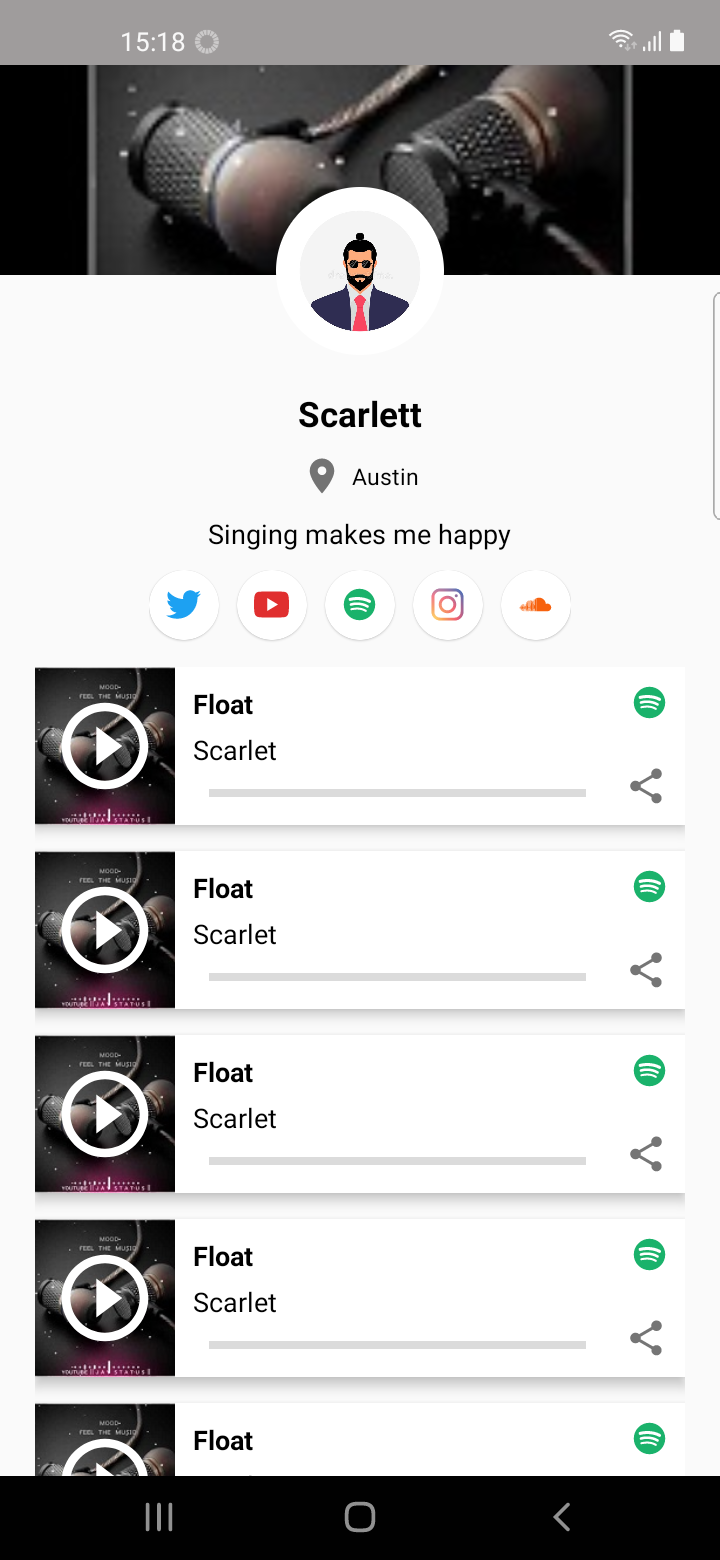 15:18
Scarlett
Austin
Singing makes me happy
MOOD-
FEEL THE MUSIC
YOUTUBE || JA STATUS ||
Float
Scarlet
MOOD-
FEEL THE MUSIC
YOUTUBE || JA STATUS ||
Float
Scarlet
MOOD-
FEEL THE MUSIC
YOUTUBE || JA STATUS ||
Float
Scarlet
MOOD-
FEEL THE MUSIC
YOUTUBE || JA STATUS ||
Float
Scarlet
MOOD-
FEEL THE MUSIC
Float